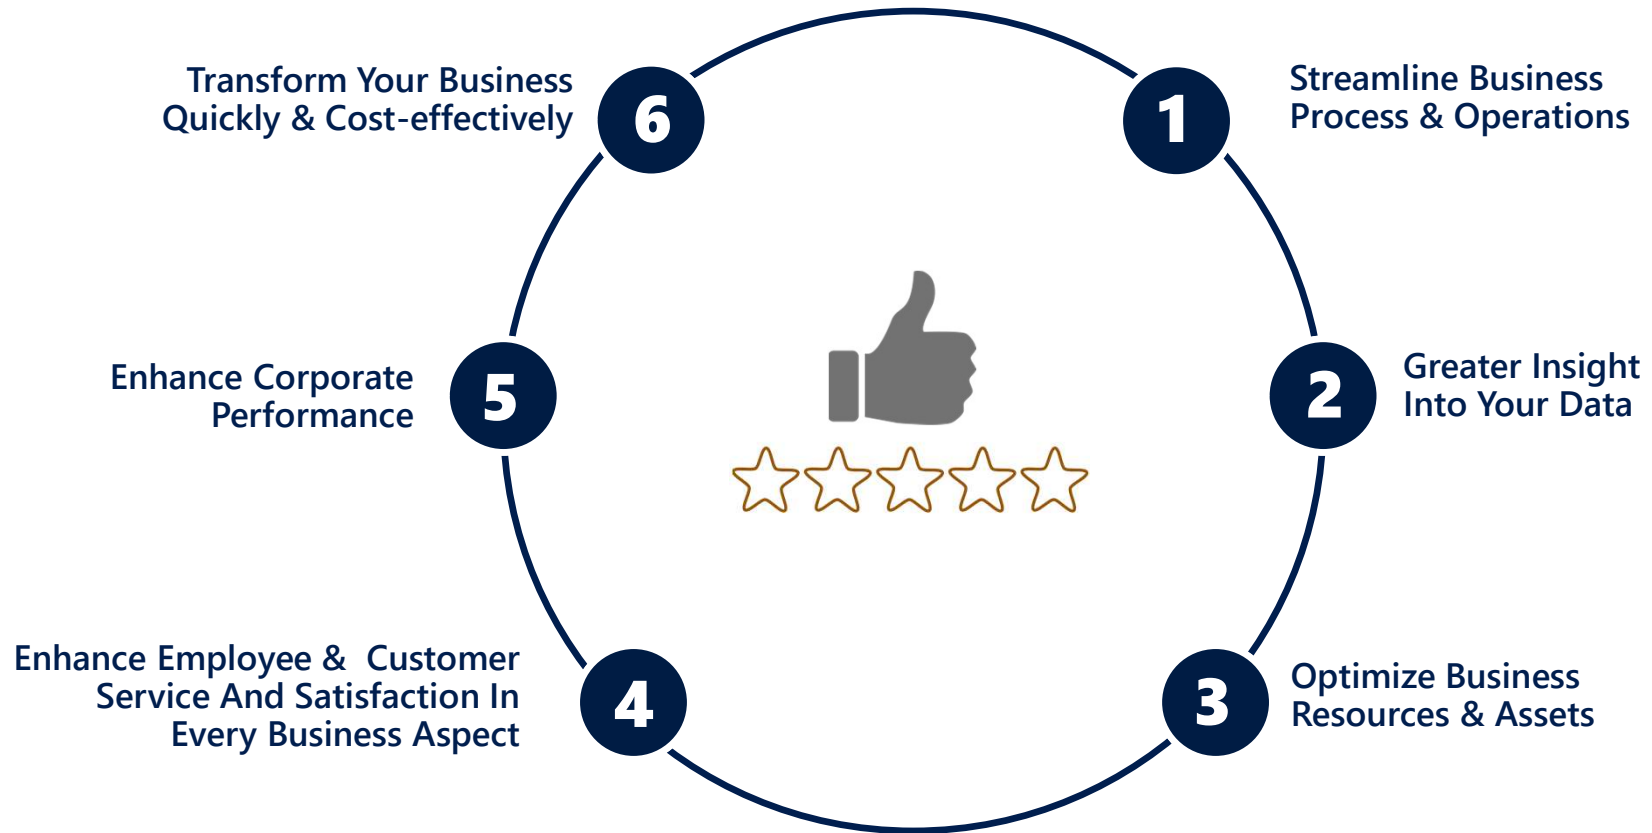 1
Streamline Business
Process & Operations
2
Greater Insight
Into Your Data
3
Optimize Business
Resources & Assets
4
Enhance Employee &  Customer
Service And Satisfaction In
Every Business Aspect
5
Enhance Corporate
Performance
6
Transform Your Business
Quickly & Cost-effectively